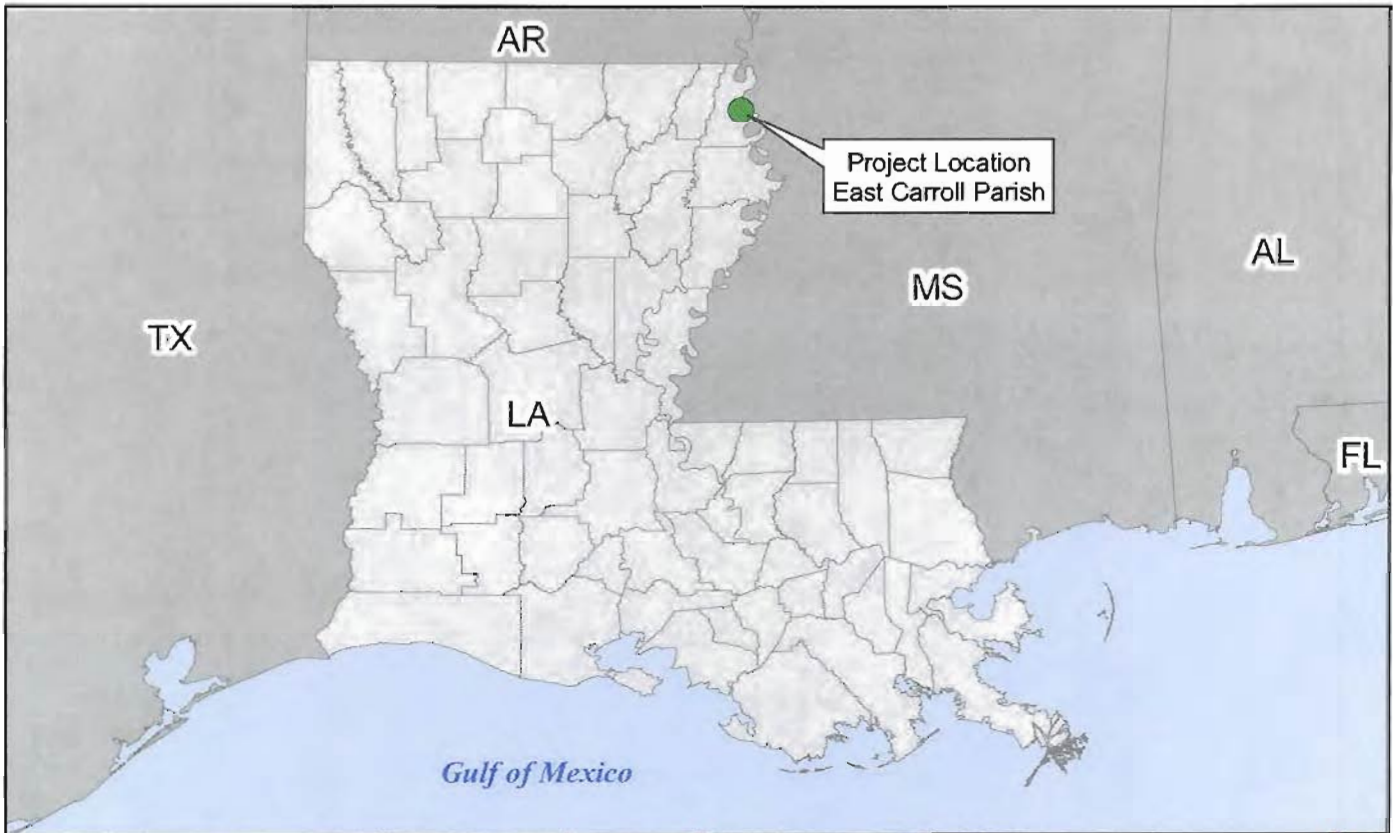 AR
Project Location
East Carroll Parish
AL
MS
TX
LA
FL
Gulf of Mexico